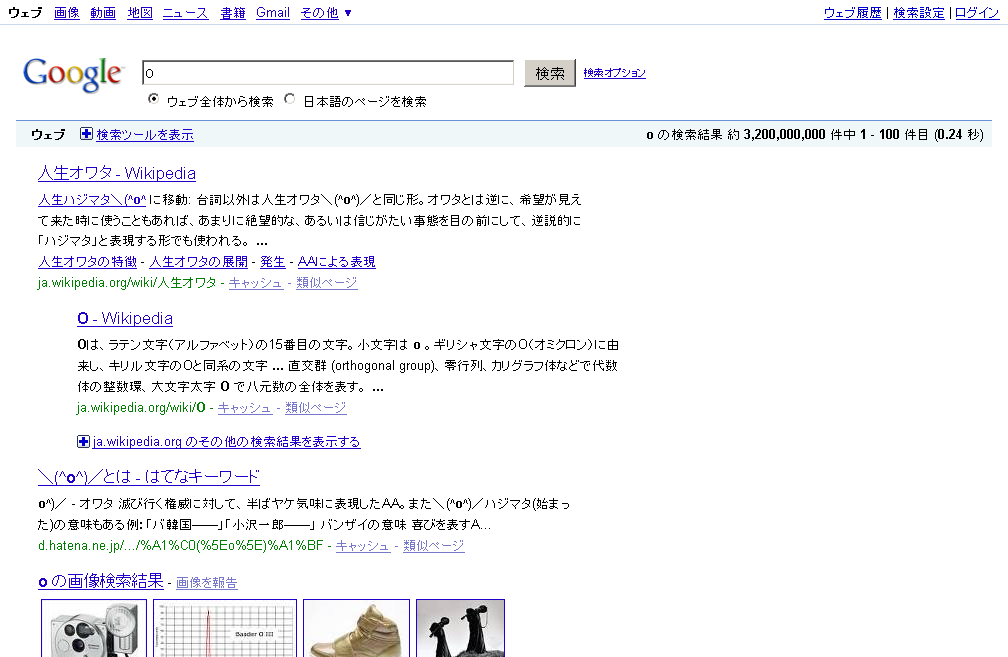 ウェブ 画像 動画 地図 ニュース 書籍 Gmail その他 ▼ ウェブ履歴 | 検索設定 | ログイン
Google o 検索 検索オプション
ウェブ全体から検索 日本語のページを検索
ウェブ 検索ツールを表示 o の検索結果 約 3,200,000,000 件中 1 - 100 件目 (0.24 秒)
人生オワタ - Wikipedia
人生ハジマタ＼(^o^ に移動: 台詞以外は人生オワタ＼(^o^)／と同じ形。オワタとは逆に、希望が見え
て来た時に使うこともあれば、あまりに絶望的な、あるいは信じがたい事態を目の前にして、逆説的に
「ハジマタ」と表現する形でも使われる。 ...
人生オワタの特徴 - 人生オワタの展開 - 発生 - AAIによる表現
ja.wikipedia.org/wiki/人生オワタ - キャッシュ - 類似ページ
O - Wikipedia
Oは、ラテン文字（アルファベット）の15番目の文字。小文字は o 。ギリシャ文字のΟ（オミクロン）に由
来し、キリル文字のОと同系の文字 ... 直交群 (orthogonal group)、零行列、カリグラフ体などで代数
体の整数環、大文字太字 O で八元数の全体を表す。 ...
ja.wikipedia.org/wiki/O - キャッシュ - 類似ページ
ja.wikipedia.org のその他の検索結果を表示する
＼(^o^)／とは - はてなキーワード
o^)／ - オワタ 滅び行く権威に対して、半ばヤケ気味に表現したAA。また＼(^o^)／ハジマタ(始まっ
た)の意味もある例：「パ韓国――」「小沢一郎――」 バンザイの意味 喜びを表すA...
d.hatena.ne.jp/.../%A1%C0(%5Eo%5E)%A1%BF - キャッシュ - 類似ページ
o の画像検索結果 - 画像を報告
Baader O III